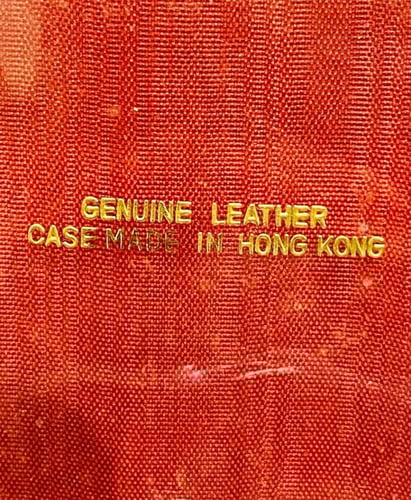 GENUINE LEATHER
CASE MADE IN HONG KONG